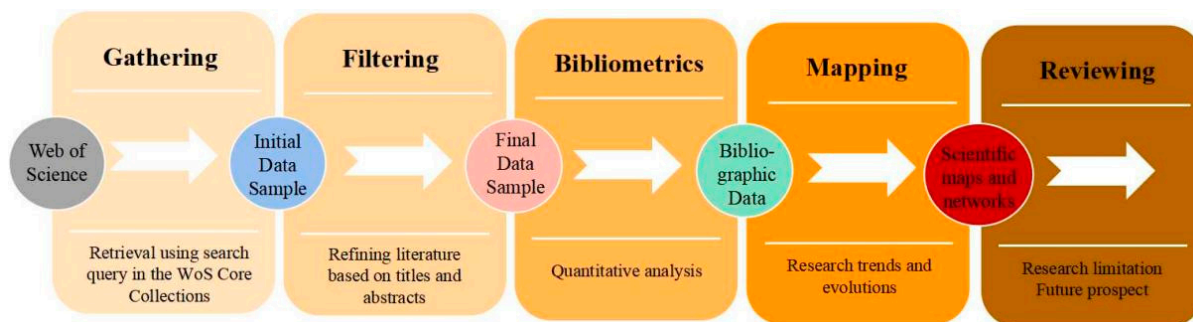 Gathering
Filtering
Bibliometrics
Mapping
Reviewing
Web of
Science
Initial
Data
Sample
Final
Data
Sample
Biblio-
graphic
Data
Scientific
maps and
networks
Retrieval using search
query in the WoS Core
Collections
Refining literature
based on titles and
abstracts
Quantitative analysis
Research trends and
evolutions
Research limitation
Future prospect